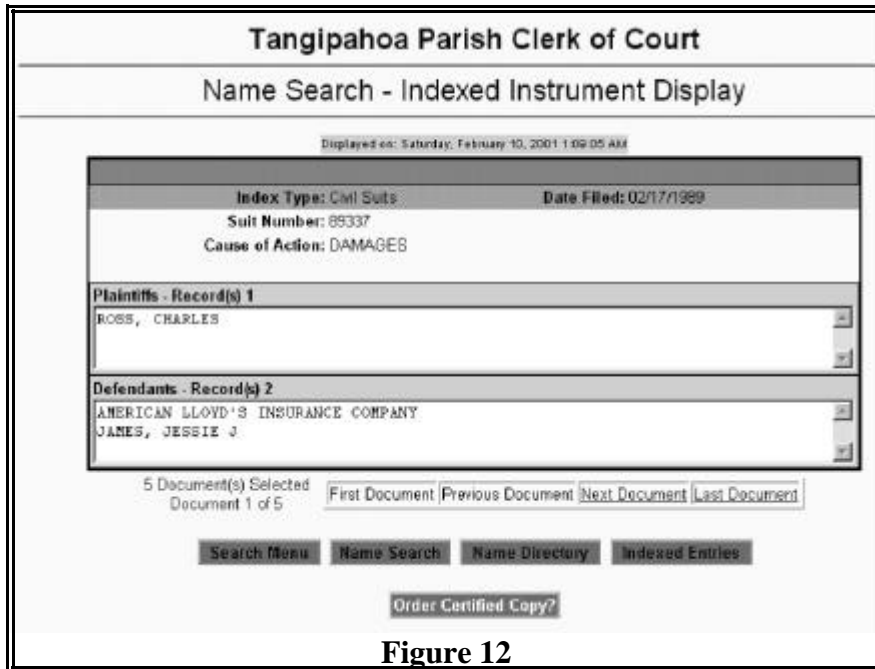 Tangipahoa Parish Clerk of Court
Name Search - Indexed Instrument Display
Displayed on: Saturday, February 10, 2001 1:09:05 AM
Index Type: Civil Suits Date Filed: 02/17/1989
Suit Number: 89337
Cause of Action: DAMAGES
Plaintiffs - Record(s) 1
ROSS, CHARLES
Defendants - Record(s) 2
AMERICAN LLOYD'S INSURANCE COMPANY
JAMES, JESSIE J
5 Document(s) Selected
Document 1 of 5
First Document Previous Document Next Document Last Document
Search Menu Name Search Name Directory Indexed Entries
Order Certified Copy?
Figure 12